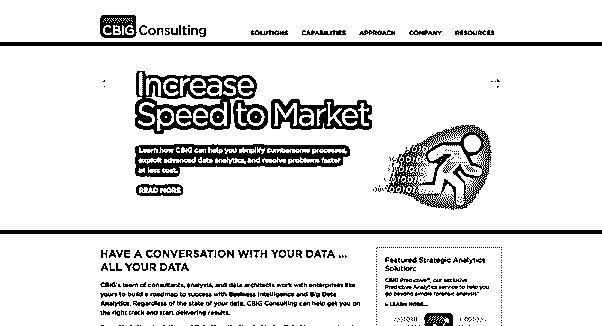 CBIG Consulting
SOLUTIONS CAPABILITIES APPROACH COMPANY RESOURCES
Increase
Speed to Market
Learn how CBIG can help you simplify cumbersome processes,
exploit advanced data analytics, and resolve problems faster
at less cost.
READ MORE
HAVE A CONVERSATION WITH YOUR DATA ...
ALL YOUR DATA
CBIG's team of consultants, analysts, and data architects work with enterprises like
yours to build a roadmap to success with Business Intelligence and Big Data
Analytics. Regardless of the state of your data, CBIG Consulting can help get you on
the right track and start delivering results.
Featured Strategic Analytics
Solution:
CBIG Predictive™, our exclusive
Predictive Analytics service to help you
go beyond simple forensic analysis
» LEARN MORE...